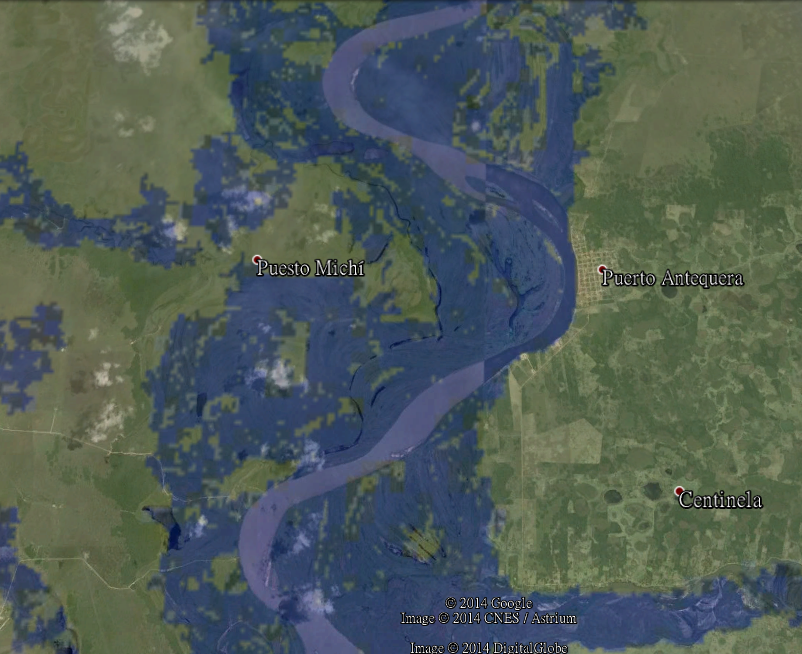 Puesto Michí
Puerto Antequera
Centinela
© 2014 Google
Image © 2014 CNES / Astrium
Image © 2014 DigitalGlobe